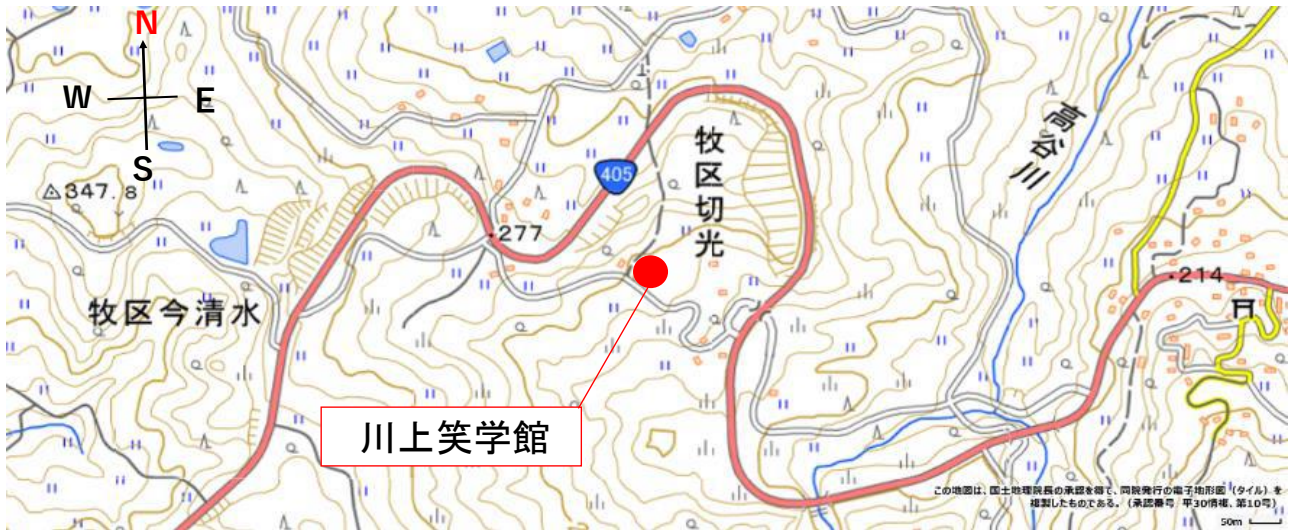 N
W
E
S
347.8
405
277
牧区切光
高谷川
214
牧区今清水
川上笑学館
この地図は、国土地理院長の承認を得て、同院発行の電子地形図（タイル）を
複製したものである。（承認番号 平30情複、第10号）
50m